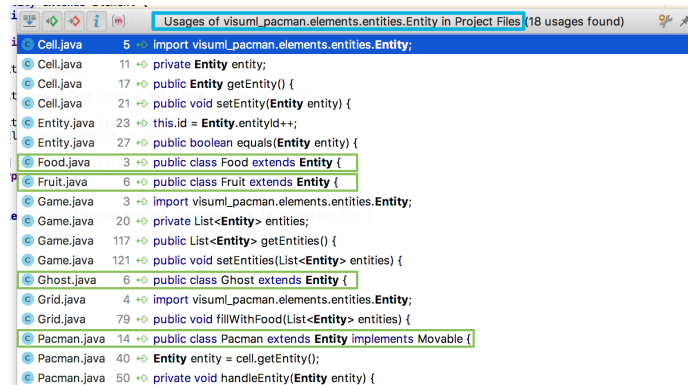 Usages of visuml_pacman.elements.entities.Entity in Project Files (18 usages found)
Cell.java 5 import visuml_pacman.elements.entities.Entity;
Cell.java 11 private Entity entity;
Cell.java 17 public Entity getEntity() {
Cell.java 21 public void setEntity(Entity entity) {
Entity.java 23 this.id = Entity.entityId++;
Entity.java 27 public boolean equals(Entity entity) {
Food.java 3 public class Food extends Entity {
Fruit.java 6 public class Fruit extends Entity {
Game.java 3 import visuml_pacman.elements.entities.Entity;
Game.java 20 private List<Entity> entities;
Game.java 117 public List<Entity> getEntities() {
Game.java 121 public void setEntities(List<Entity> entities) {
Ghost.java 6 public class Ghost extends Entity {
Grid.java 4 import visuml_pacman.elements.entities.Entity;
Grid.java 79 public void fillWithFood(List<Entity> entities) {
Pacman.java 14 public class Pacman extends Entity implements Movable {
Pacman.java 40 Entity entity = cell.getEntity();
Pacman.java 50 private void handleEntity(Entity entity) {